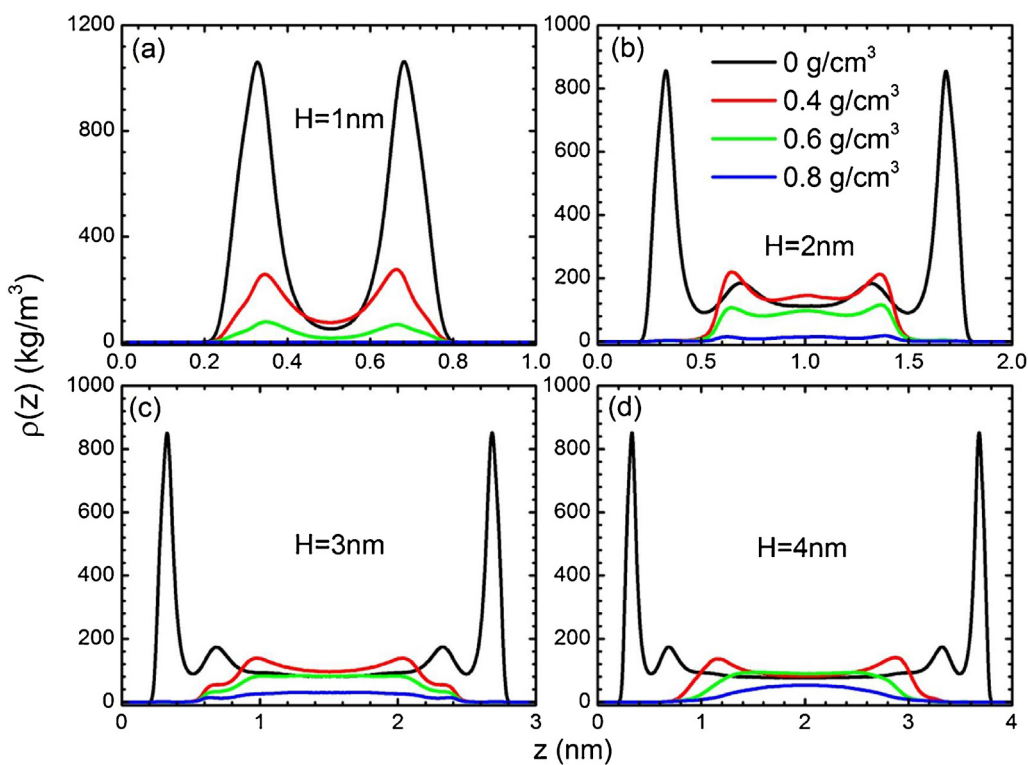 (a)
H=1nm
1200
800
400
0
0.0 0.2 0.4 0.6 0.8 1.0
(b)
0 g/cm³
0.4 g/cm³
0.6 g/cm³
0.8 g/cm³
H=2nm
1000
800
600
400
200
0
0.0 0.5 1.0 1.5 2.0
ρ(z) (kg/m³)
(c)
H=3nm
1000
800
600
400
200
0
0 1 2 3
(d)
H=4nm
1000
800
600
400
200
0
0 1 2 3 4
z (nm)